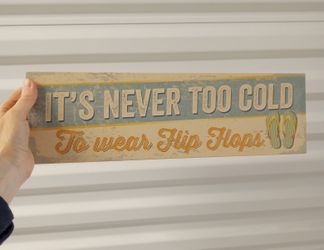 IT'S NEVER TOO COLD
To wear Flip Flops